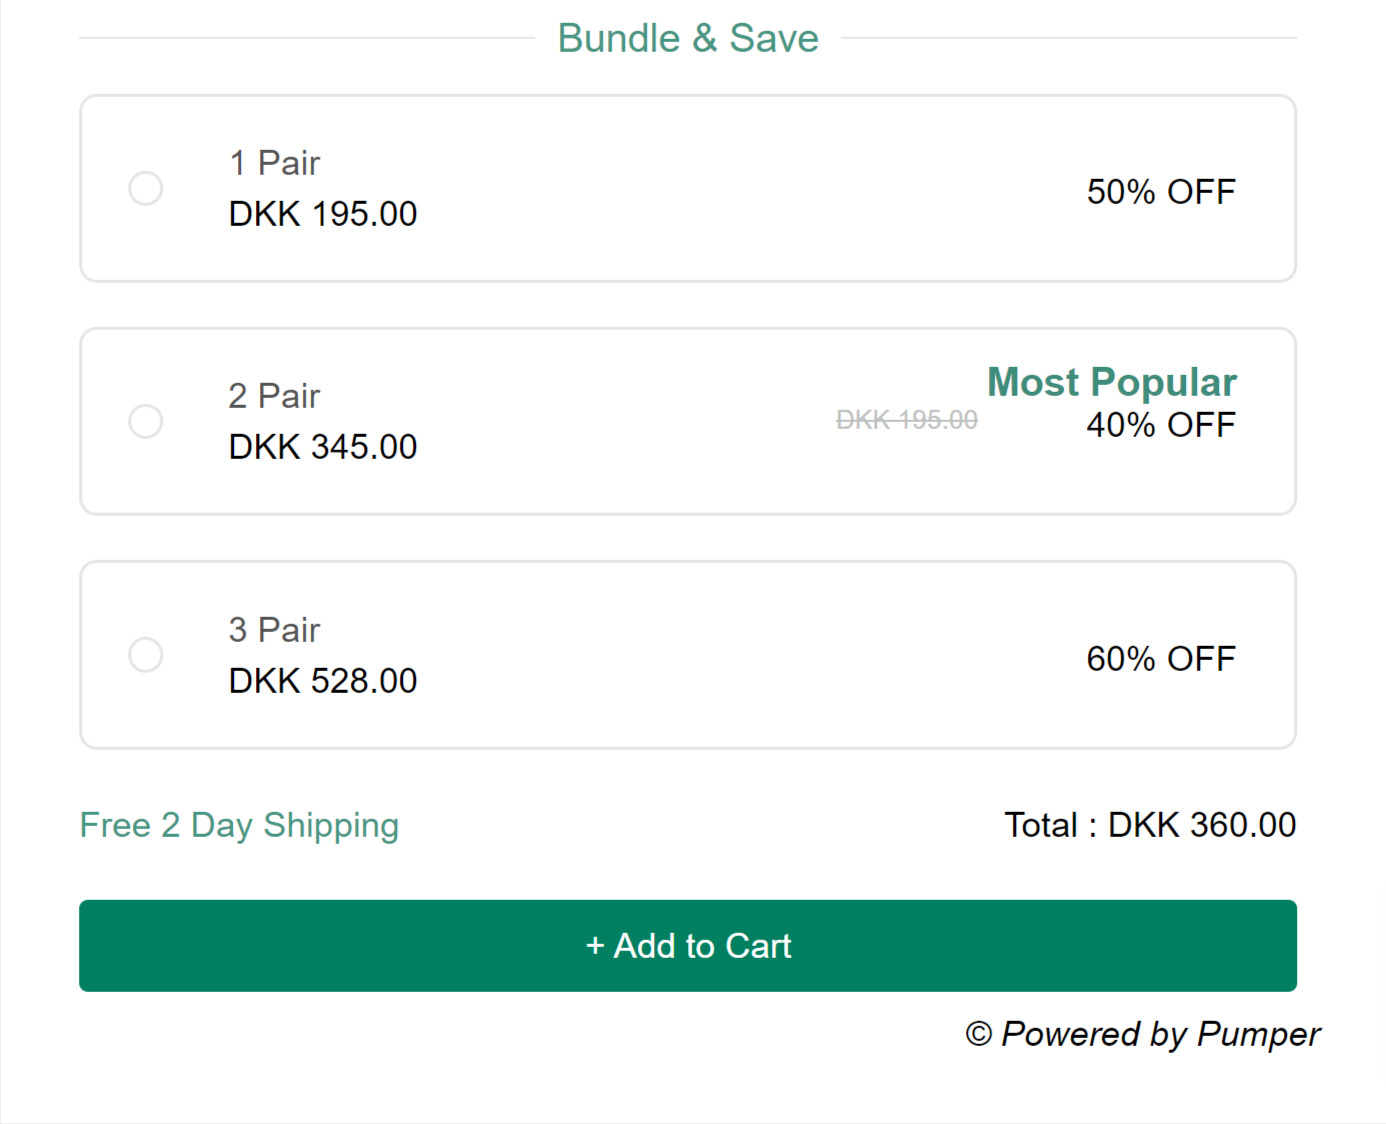 Bundle & Save
1 Pair
DKK 195.00
50% OFF
2 Pair
DKK 345.00
Most Popular
DKK 195.00
40% OFF
3 Pair
DKK 528.00
60% OFF
Free 2 Day Shipping
Total : DKK 360.00
+ Add to Cart
© Powered by Pumper